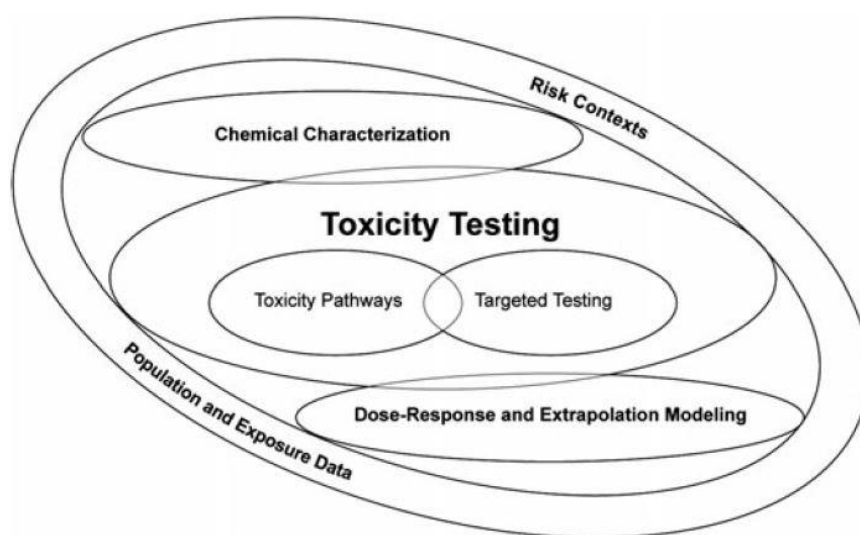 Risk Contexts
Chemical Characterization
Toxicity Testing
Toxicity Pathways
Targeted Testing
Population and Exposure Data
Dose-Response and Extrapolation Modeling